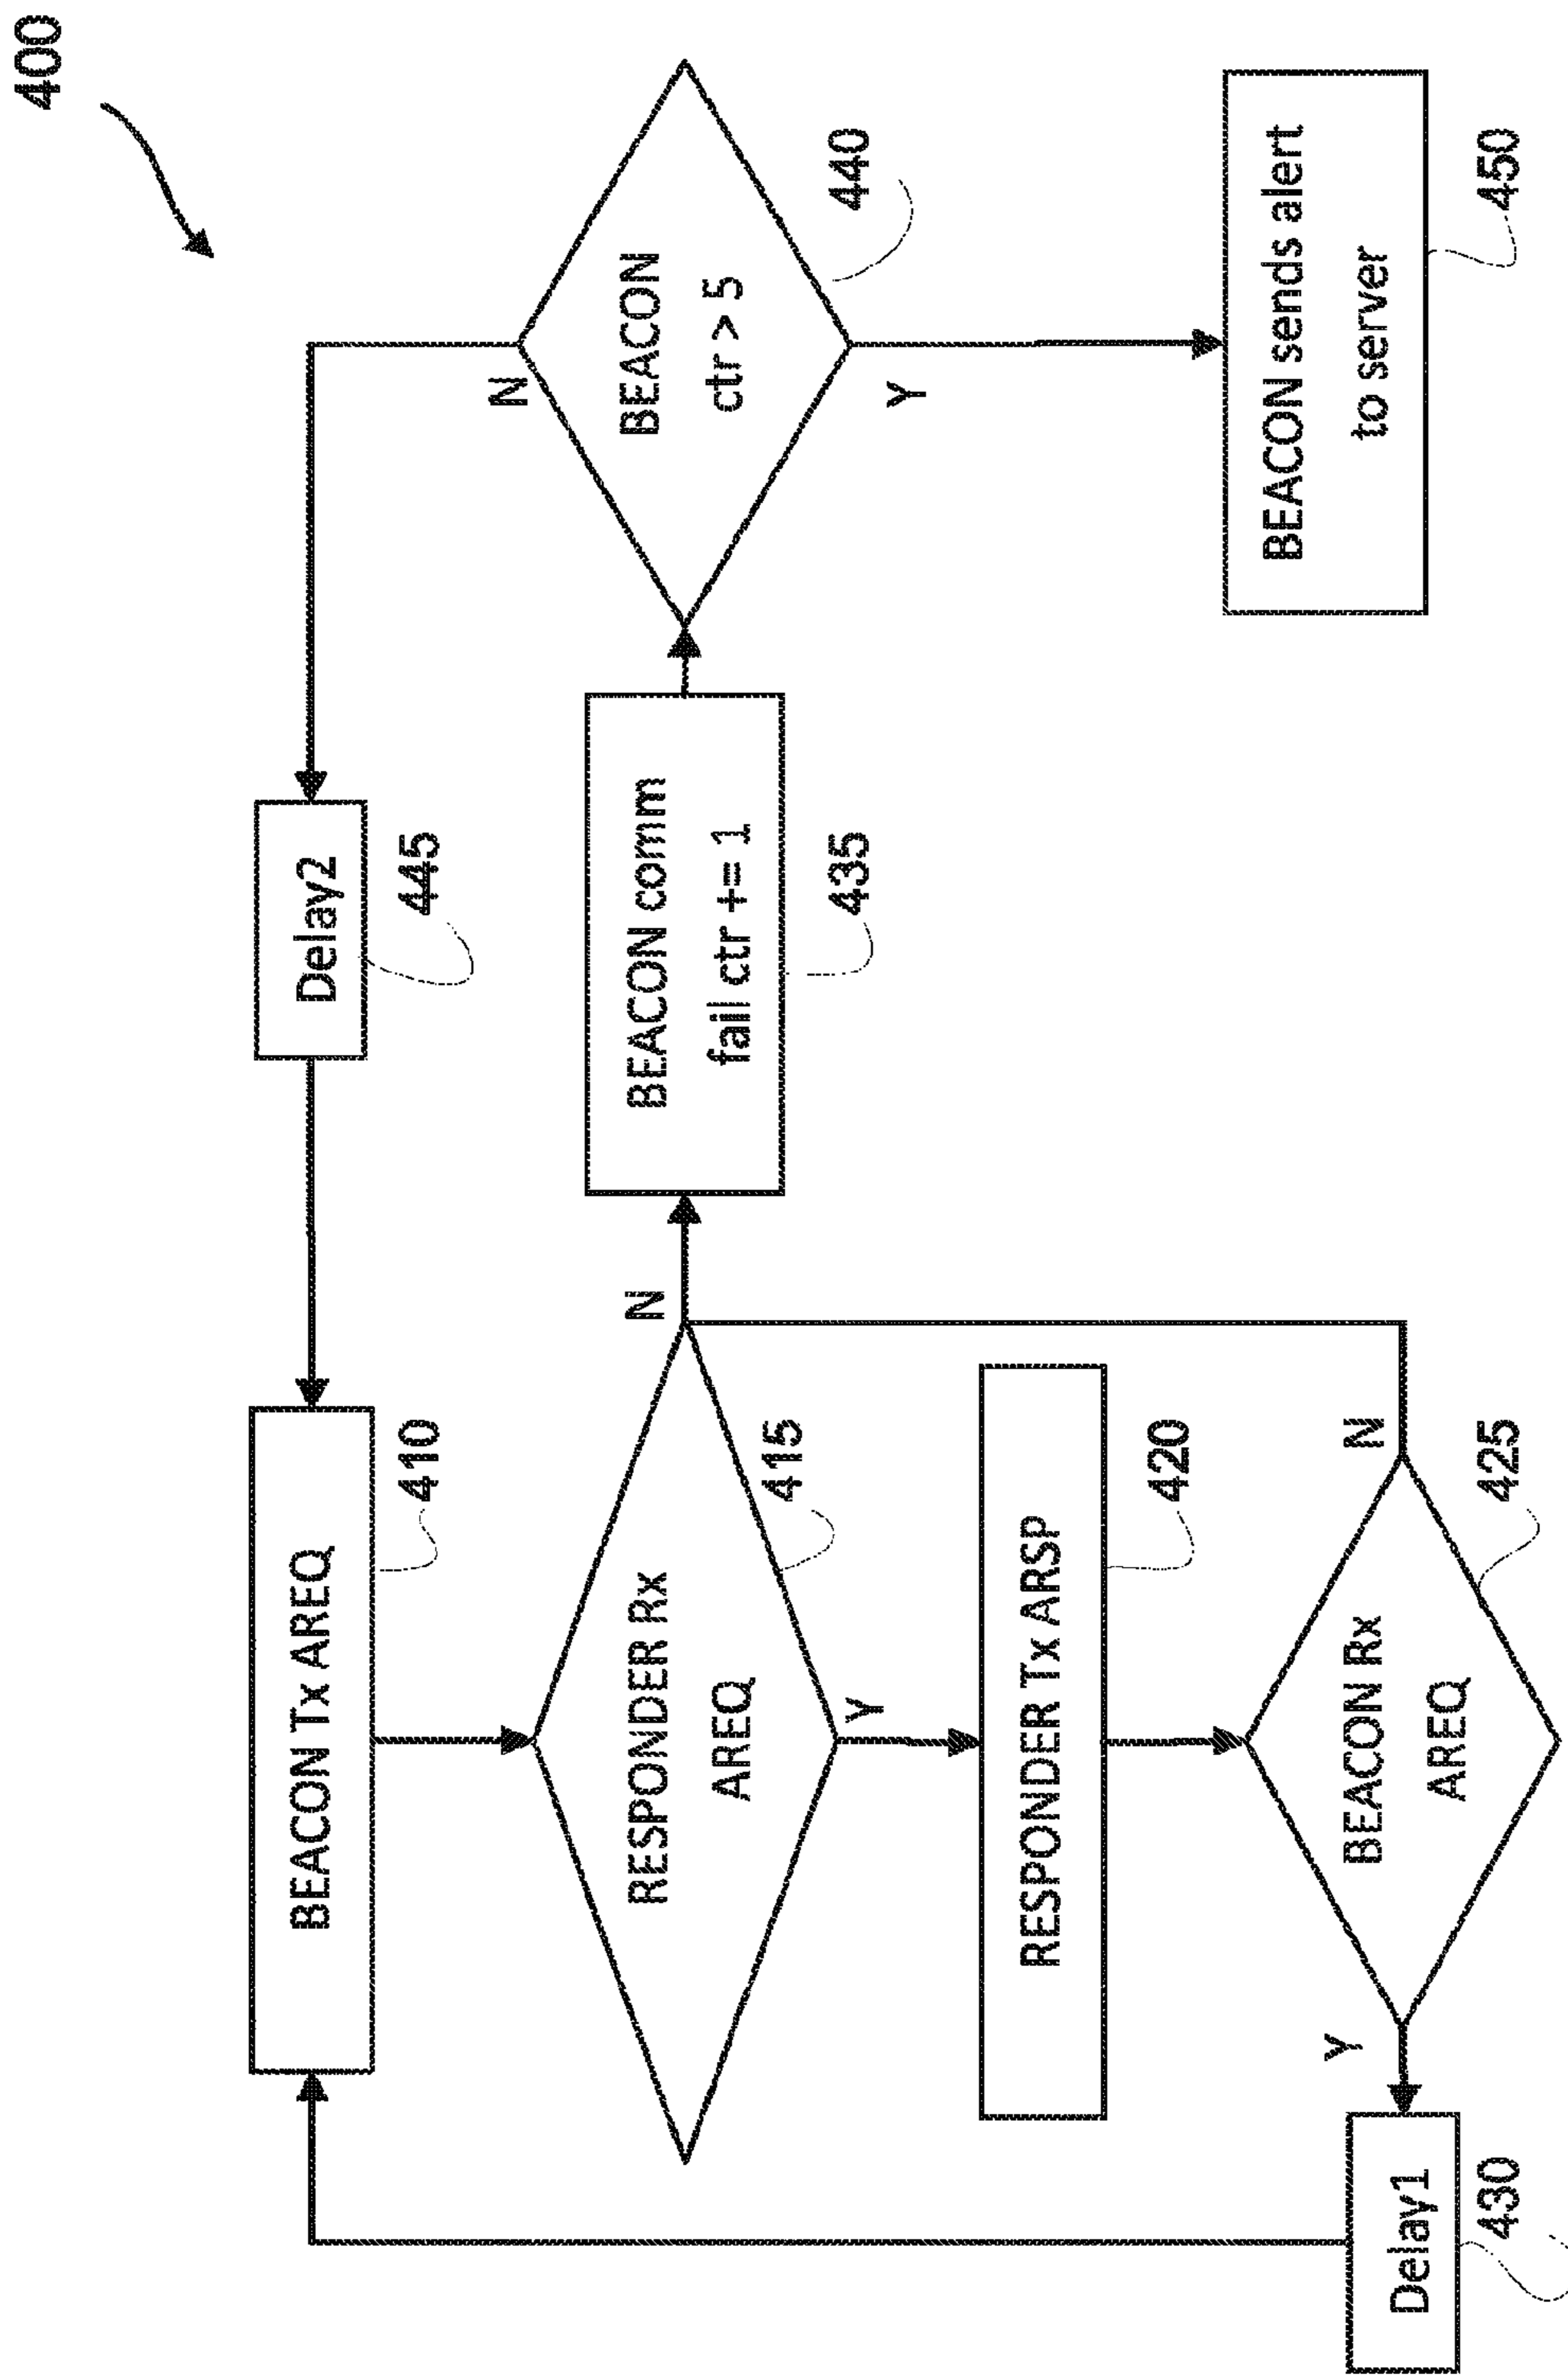 400
BEACON Tx AREQ
410
Delay2
445
RESPONDER Rx
AREQ
415
N
Y
BEACON comm
fail ctr += 1
435
BEACON
ctr > 5
440
N
Y
RESPONDER Tx ARSP
420
BEACON Rx
AREQ
425
N
Y
Delay1
430
BEACON sends alert
to server
450